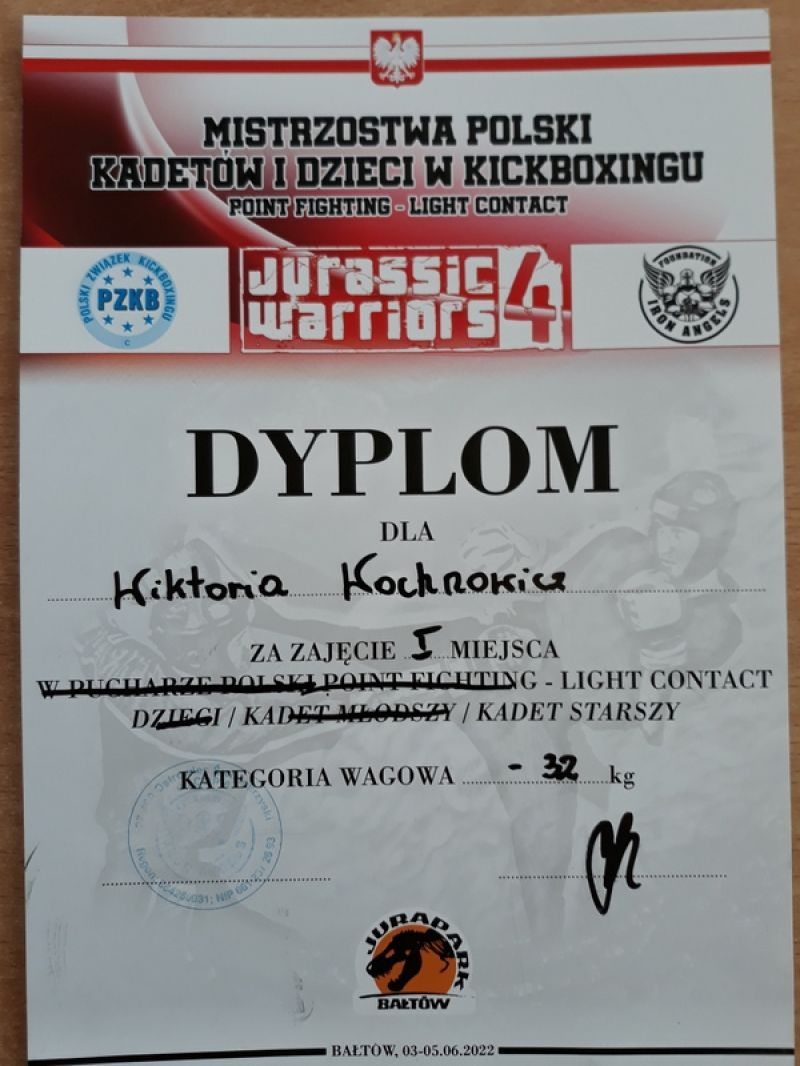 MISTRZOSTWA POLSKI
KADETÓW I DZIECI W KICKBOXINGU
POINT FIGHTING - LIGHT CONTACT
POLSKI ZWIĄZEK KICKBOXINGU
PZKB
JURASSIC
WARRIORS 4
FOUNDATION
IRON ANGELS
DYPLOM
DLA
Wiktoria Wochnowicz
ZA ZAJĘCIE I MIEJSCA
W PUCHARZE POLSKI POINT FIGHTING - LIGHT CONTACT
DZIECI / KADET MŁODSZY / KADET STARSZY
KATEGORIA WAGOWA - 32 kg
JURAPARK
BAŁTÓW
BAŁTÓW, 03-05.06.2022